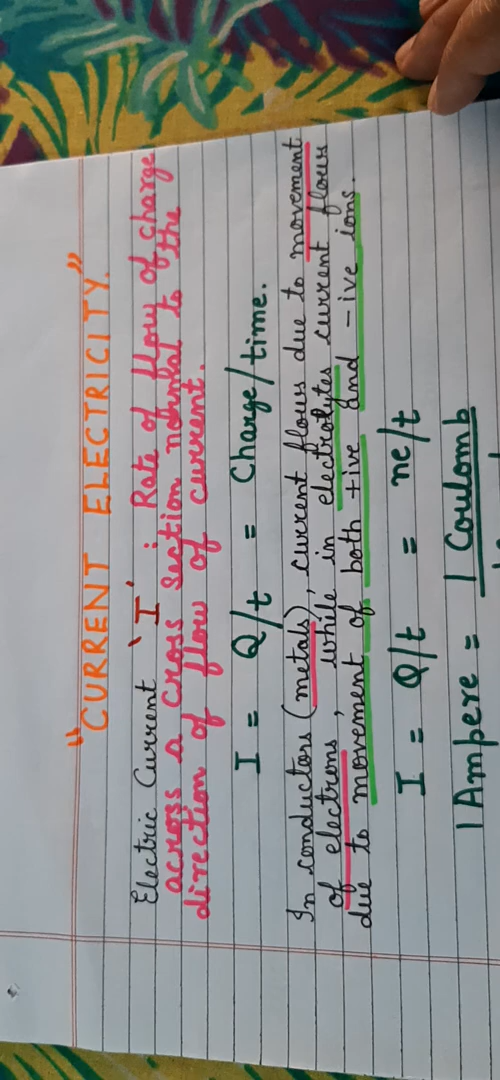 "CURRENT ELECTRICITY."
Electric Current 'I' : Rate of flow of charge
across a cross section normal to the
direction of flow of current.
I = Q/t = Charge/time.
In conductors (metals), current flows due to movement
of electrons, while in electrolytes current flows
due to movement of both +ive and -ive ions.
I = Q/t = ne/t
1 Ampere = 1 Coulomb